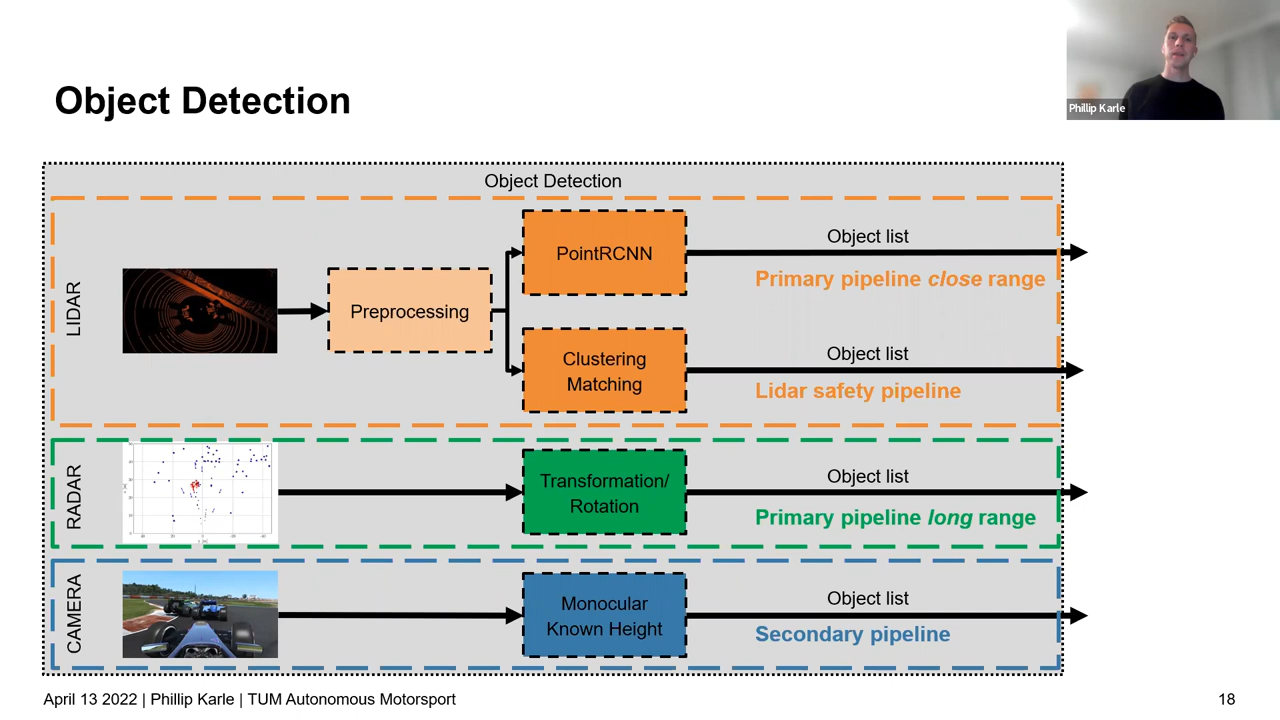 Phillip Karle
Object Detection
Object Detection
LIDAR
Preprocessing
PointRCNN
Object list
Primary pipeline close range
Clustering
Matching
Object list
Lidar safety pipeline
RADAR
Transformation/
Rotation
Object list
Primary pipeline long range
CAMERA
Monocular
Known Height
Object list
Secondary pipeline
April 13 2022 | Phillip Karle | TUM Autonomous Motorsport
18